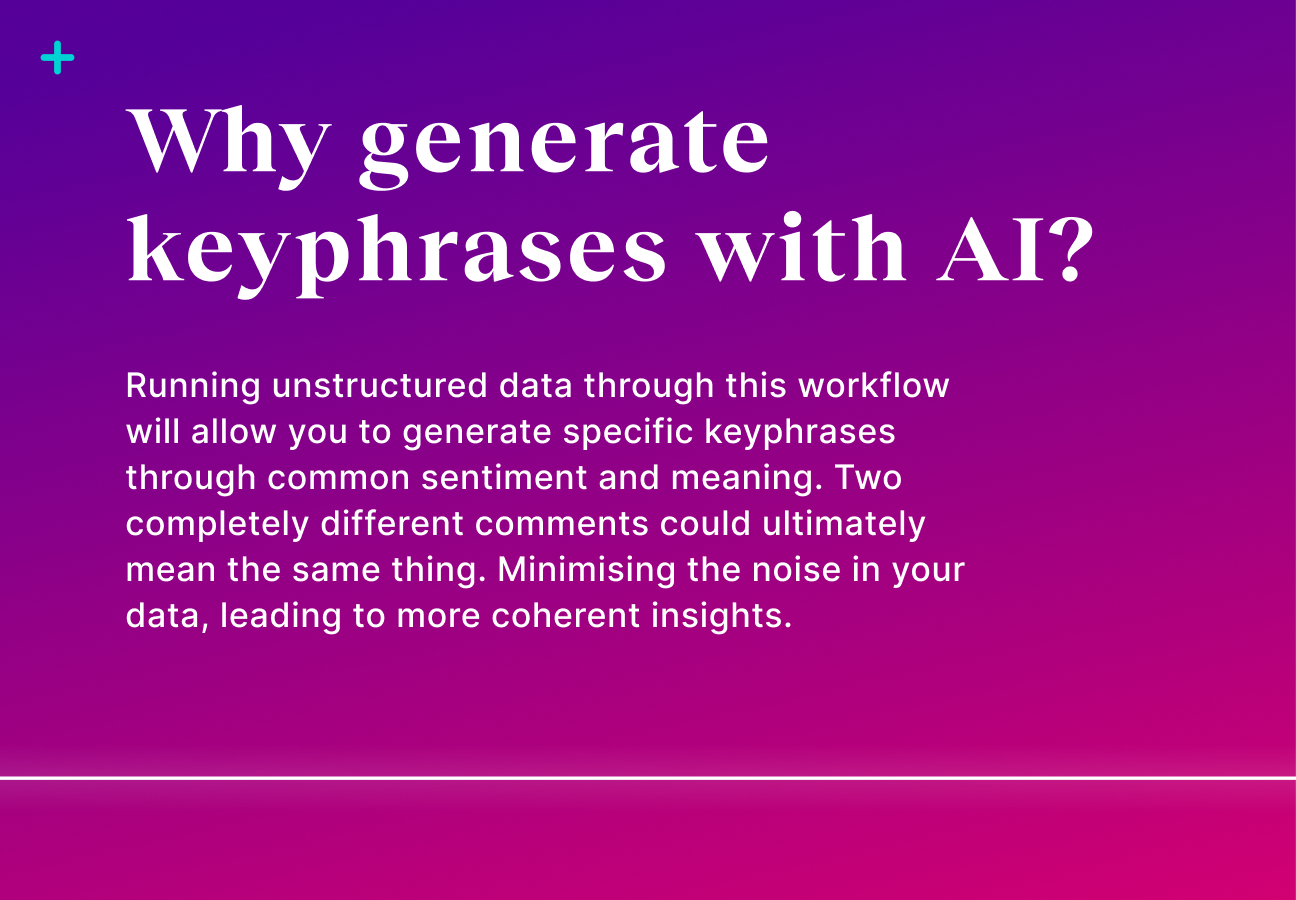 Why generate
keyphrases with AI?
Running unstructured data through this workflow
will allow you to generate specific keyphrases
through common sentiment and meaning. Two
completely different comments could ultimately
mean the same thing. Minimising the noise in your
data, leading to more coherent insights.